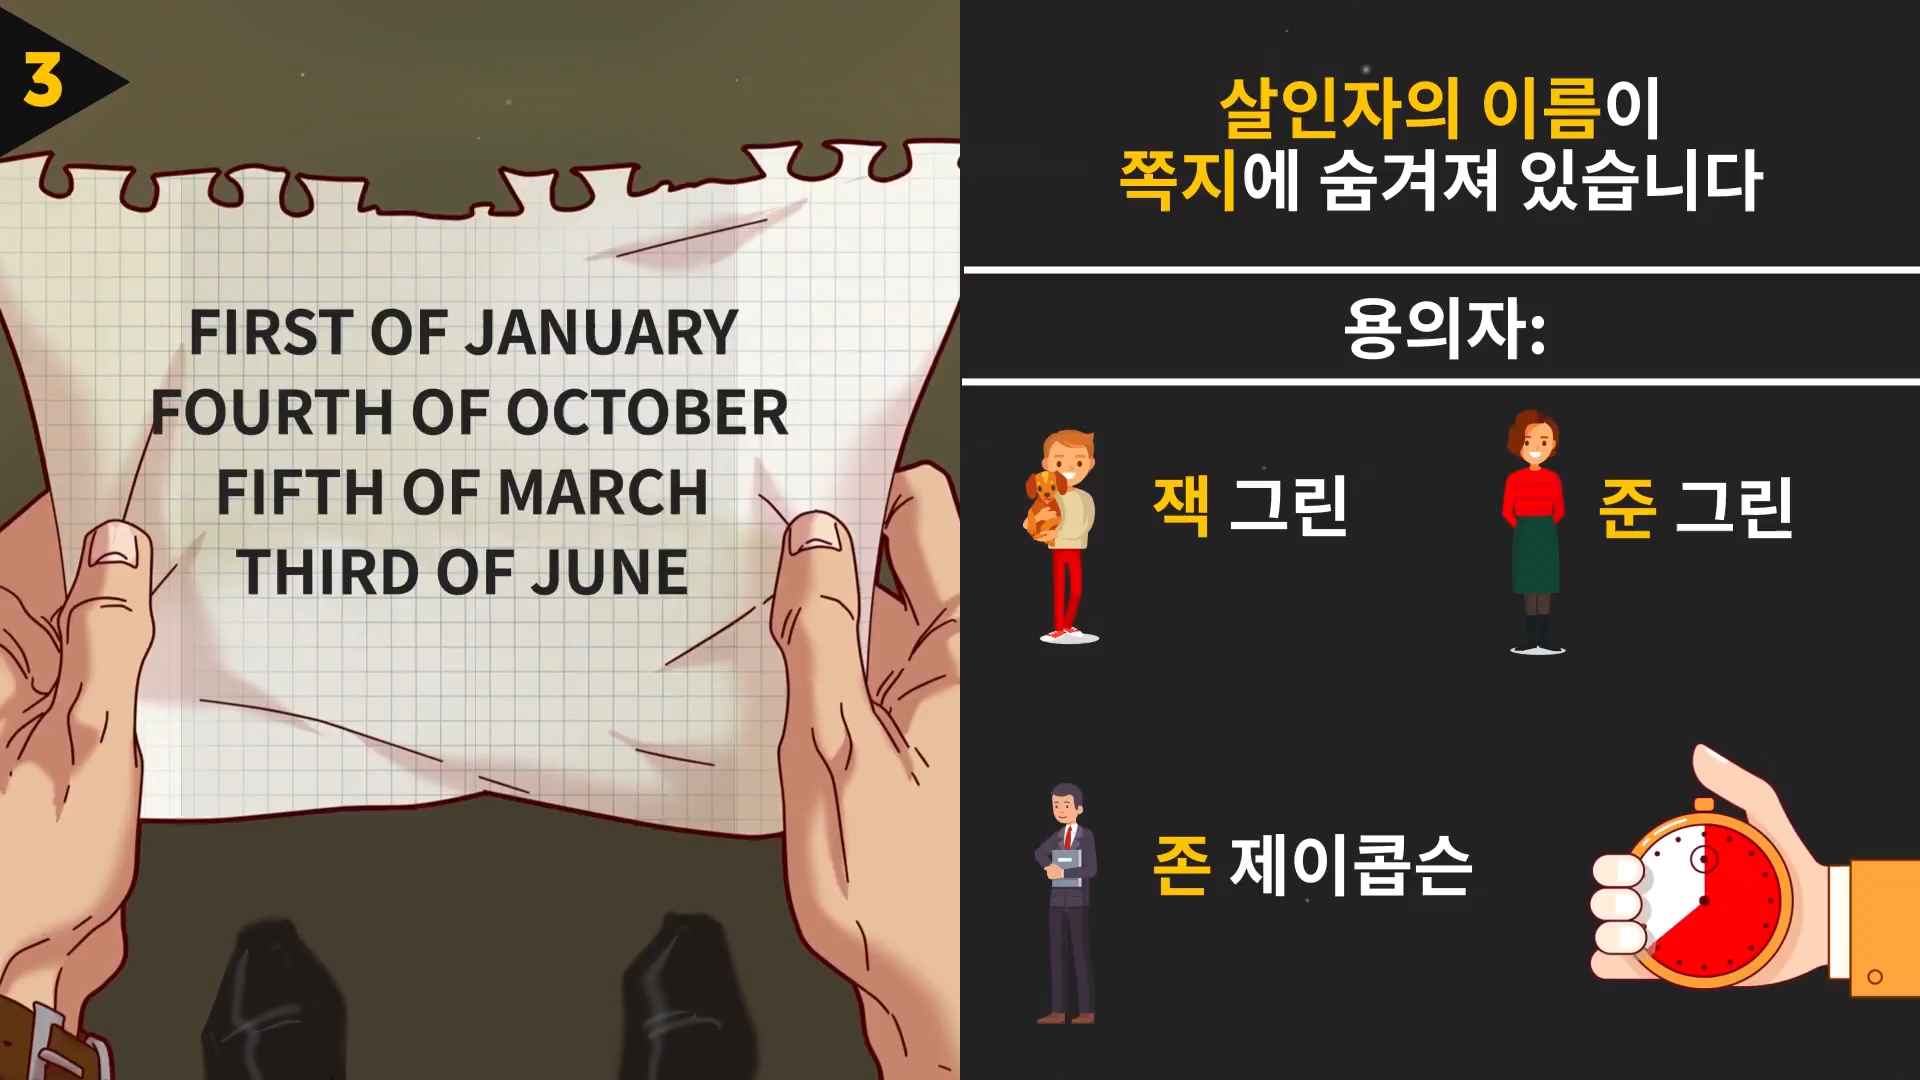 3
FIRST OF JANUARY
FOURTH OF OCTOBER
FIFTH OF MARCH
THIRD OF JUNE
살인자의 이름이
쪽지에 숨겨져 있습니다
용의자:
잭 그린
준 그린
존 제이콥슨